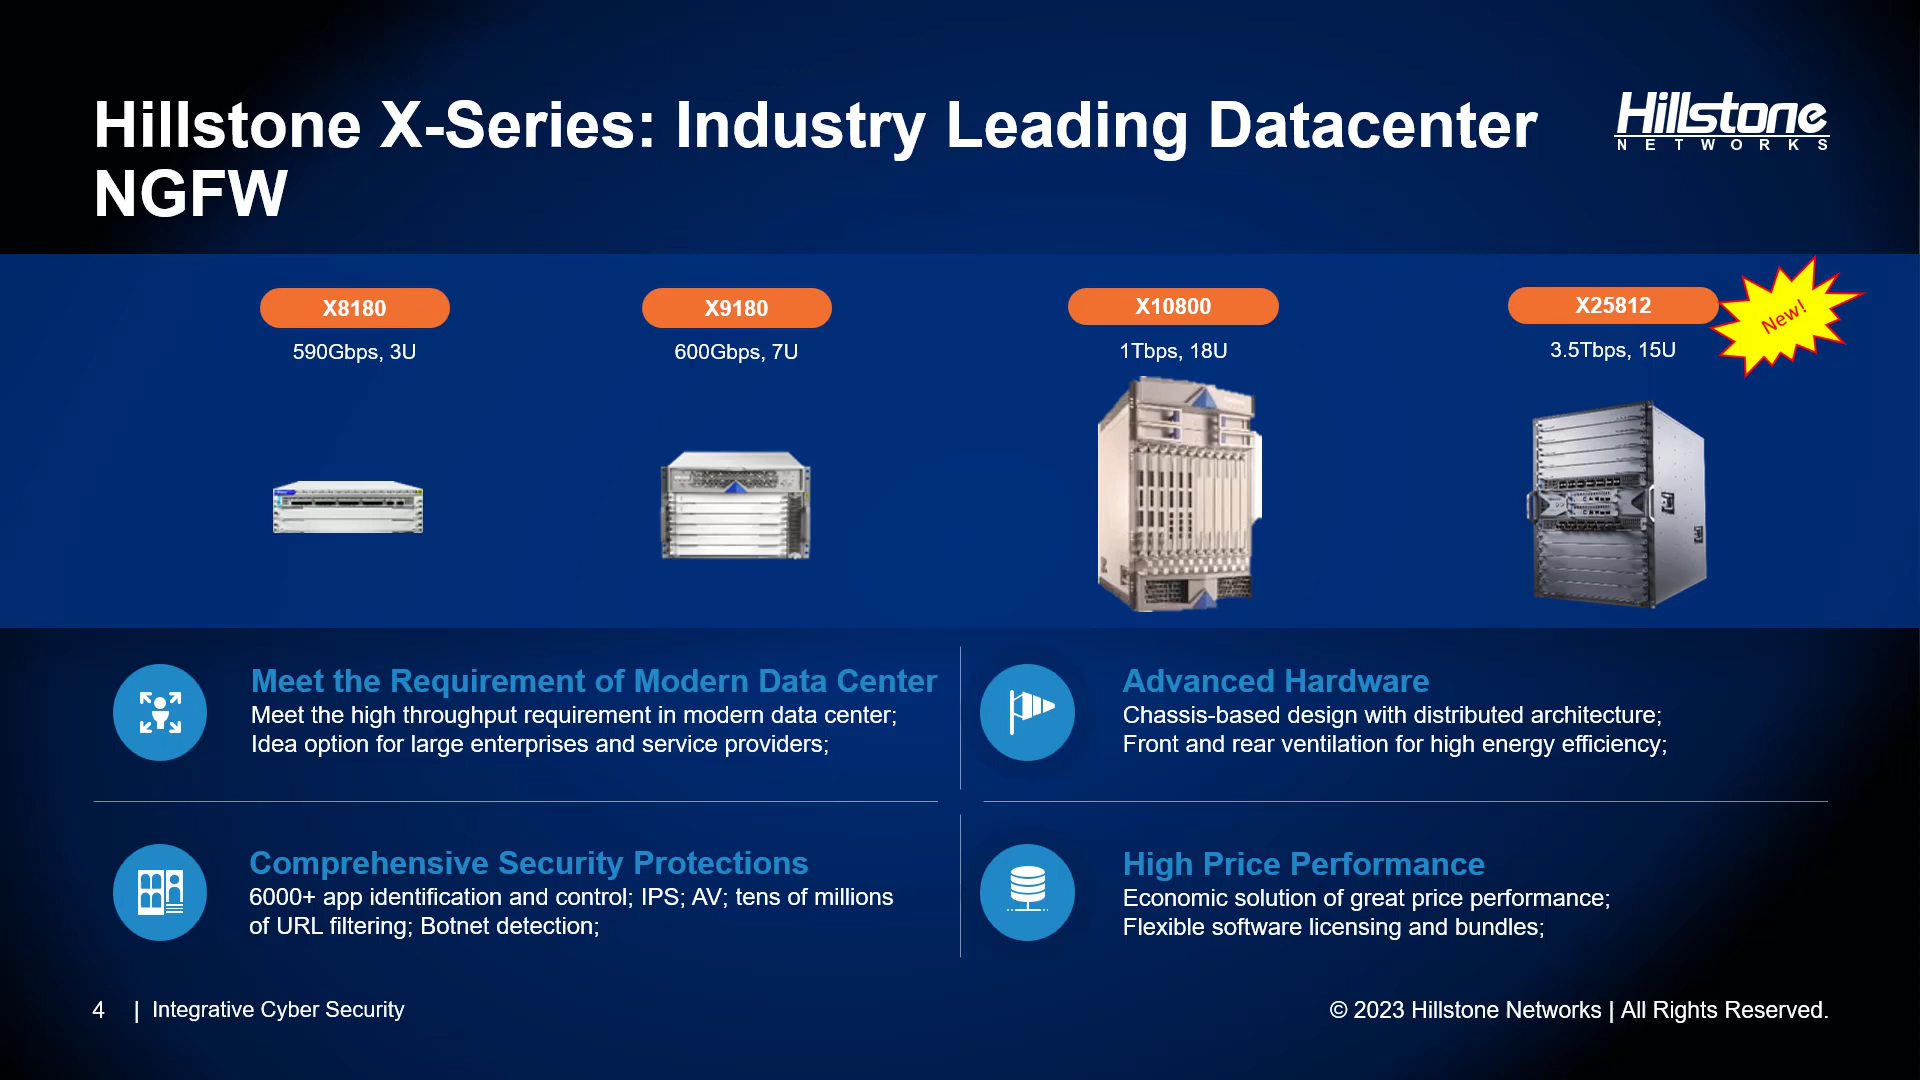 Hillstone X-Series: Industry Leading Datacenter
NGFW
Hillstone
NETWORKS
X8180
590Gbps, 3U
X9180
600Gbps, 7U
X10800
1Tbps, 18U
X25812
3.5Tbps, 15U
New!
Meet the Requirement of Modern Data Center
Meet the high throughput requirement in modern data center;
Idea option for large enterprises and service providers;
Advanced Hardware
Chassis-based design with distributed architecture;
Front and rear ventilation for high energy efficiency;
Comprehensive Security Protections
6000+ app identification and control; IPS; AV; tens of millions
of URL filtering; Botnet detection;
High Price Performance
Economic solution of great price performance;
Flexible software licensing and bundles;
4 | Integrative Cyber Security
© 2023 Hillstone Networks | All Rights Reserved.